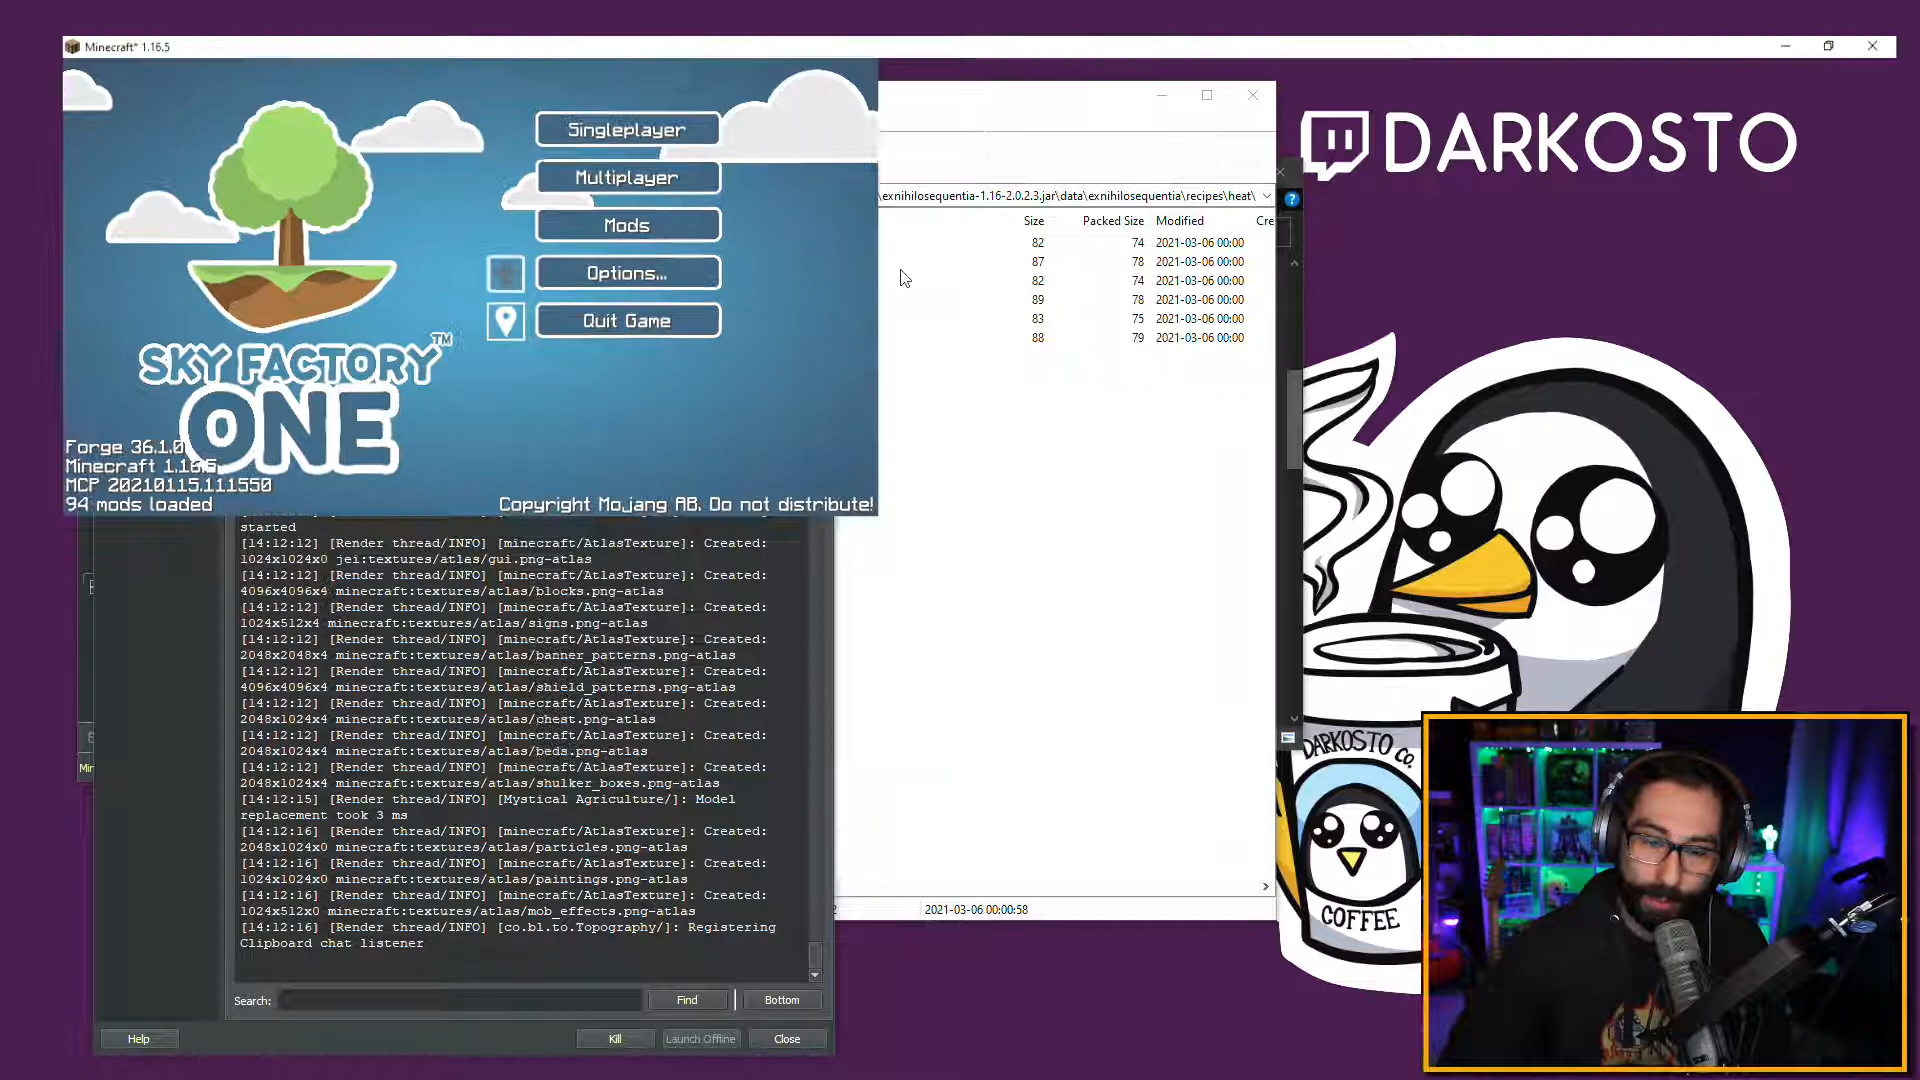 Minecraft* 1.16.5
Singleplayer
Multiplayer
Mods
Options...
Quit Game
SKY FACTORY™
ONE
Forge 36.1.0
Minecraft 1.16.5
MCP 20210115.111550
94 mods loaded
Copyright Mojang AB. Do not distribute!
\exnihilosequentia-1.16-2.0.2.3.jar\data\exnihilosequentia\recipes\heat\
Size Packed Size Modified Cre
82 74 2021-03-06 00:00
87 78 2021-03-06 00:00
82 74 2021-03-06 00:00
89 78 2021-03-06 00:00
83 75 2021-03-06 00:00
88 79 2021-03-06 00:00
2021-03-06 00:00:58
DARKOSTO
started
[14:12:12] [Render thread/INFO] [minecraft/AtlasTexture]: Created:
1024x1024x0 jei:textures/atlas/gui.png-atlas
[14:12:12] [Render thread/INFO] [minecraft/AtlasTexture]: Created:
4096x4096x4 minecraft:textures/atlas/blocks.png-atlas
[14:12:12] [Render thread/INFO] [minecraft/AtlasTexture]: Created:
1024x512x4 minecraft:textures/atlas/signs.png-atlas
[14:12:12] [Render thread/INFO] [minecraft/AtlasTexture]: Created:
2048x2048x4 minecraft:textures/atlas/banner_patterns.png-atlas
[14:12:12] [Render thread/INFO] [minecraft/AtlasTexture]: Created:
4096x4096x4 minecraft:textures/atlas/shield_patterns.png-atlas
[14:12:12] [Render thread/INFO] [minecraft/AtlasTexture]: Created:
2048x1024x4 minecraft:textures/atlas/chest.png-atlas
[14:12:12] [Render thread/INFO] [minecraft/AtlasTexture]: Created:
2048x1024x4 minecraft:textures/atlas/beds.png-atlas
[14:12:12] [Render thread/INFO] [minecraft/AtlasTexture]: Created:
2048x1024x4 minecraft:textures/atlas/shulker_boxes.png-atlas
[14:12:15] [Render thread/INFO] [Mystical Agriculture/]: Model
replacement took 3 ms
[14:12:16] [Render thread/INFO] [minecraft/AtlasTexture]: Created:
2048x1024x0 minecraft:textures/atlas/particles.png-atlas
[14:12:16] [Render thread/INFO] [minecraft/AtlasTexture]: Created:
1024x1024x0 minecraft:textures/atlas/paintings.png-atlas
[14:12:16] [Render thread/INFO] [minecraft/AtlasTexture]: Created:
1024x512x0 minecraft:textures/atlas/mob_effects.png-atlas
[14:12:16] [Render thread/INFO] [co.bl.to.Topography/]: Registering
Clipboard chat listener
Min
Search:
Find
Bottom
Help
Kill
Launch Offline
Close
DARKOSTO CO.
COFFEE